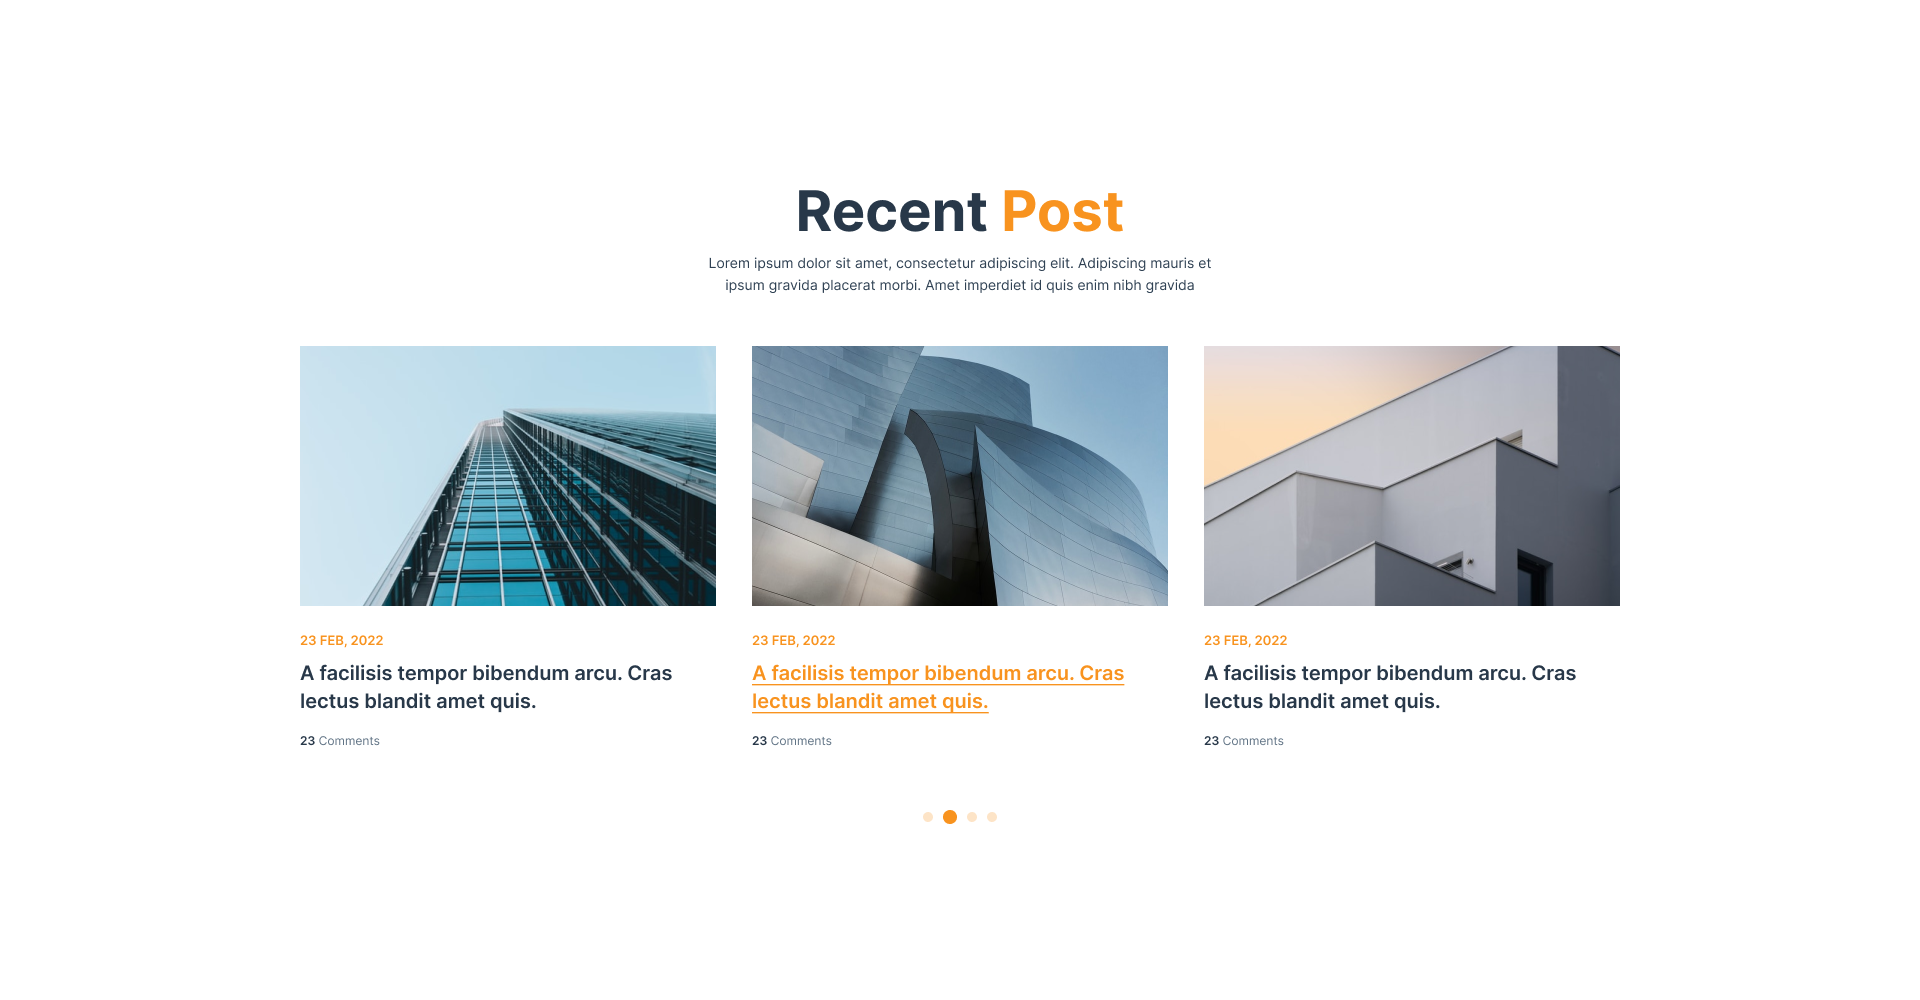 Recent Post
Lorem ipsum dolor sit amet, consectetur adipiscing elit. Adipiscing mauris et
ipsum gravida placerat morbi. Amet imperdiet id quis enim nibh gravida
23 FEB, 2022
A facilisis tempor bibendum arcu. Cras
lectus blandit amet quis.
23 Comments
23 FEB, 2022
A facilisis tempor bibendum arcu. Cras
lectus blandit amet quis.
23 Comments
23 FEB, 2022
A facilisis tempor bibendum arcu. Cras
lectus blandit amet quis.
23 Comments